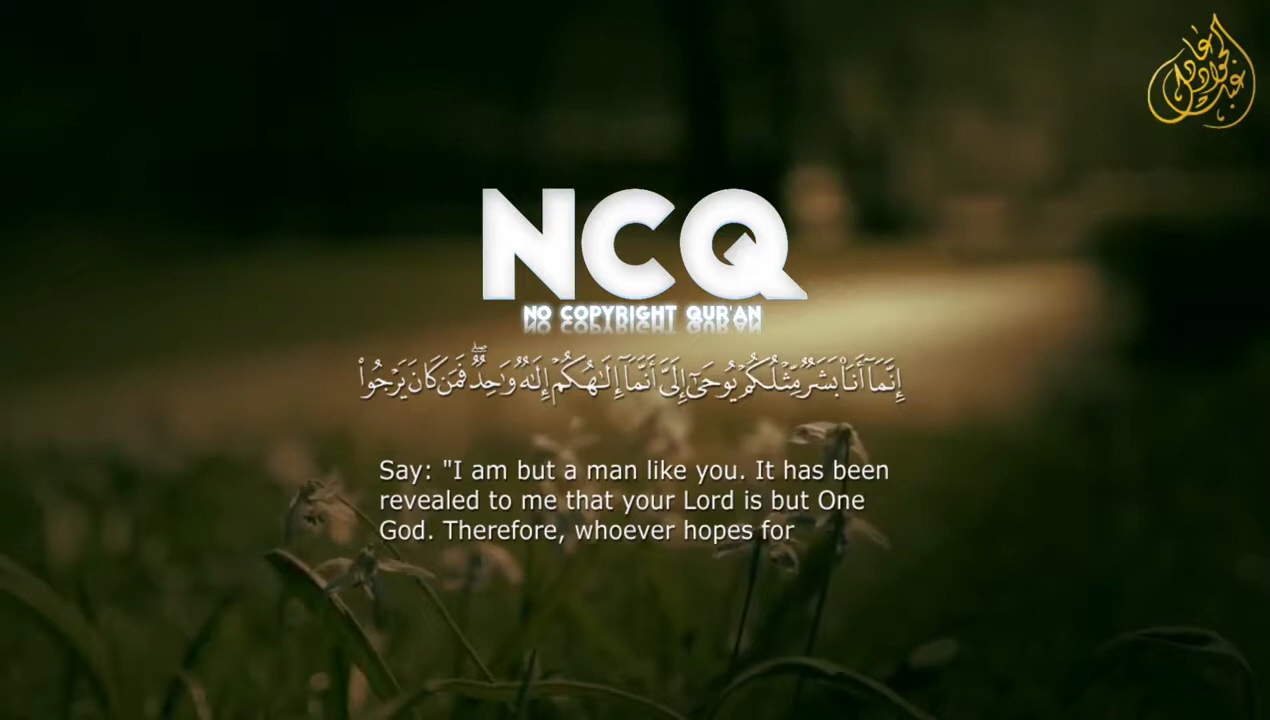 NCQ
NO COPYRIGHT QUR'AN
إِنَّمَآ أَنَا۠ بَشَرٌ مِّثْلُكُمْ يُوحَىٰٓ إِلَىَّ أَنَّمَآ إِلَٰهُكُمْ إِلَٰهٌ وَٰحِدٌ ۖ فَمَن كَانَ يَرْجُوا۟
Say: "I am but a man like you. It has been
revealed to me that your Lord is but One
God. Therefore, whoever hopes for